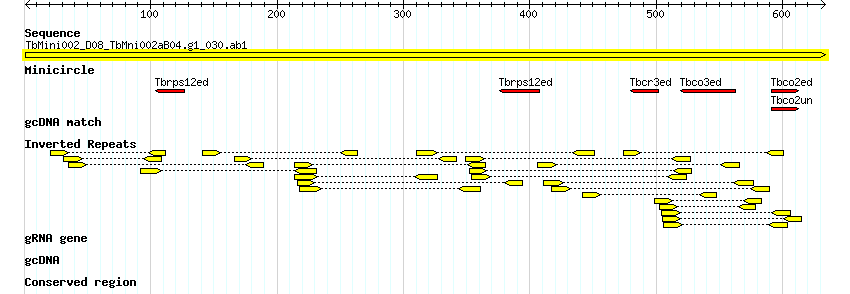 100 200 300 400 500 600
Sequence
TbMini002_D08_TbMni002aB04.g1_030.ab1
Minicircle
Tbrps12ed Tbrps12ed Tbcr3ed Tbco3ed Tbco2ed
Tbco2un
gcDNA match
Inverted Repeats
gRNA gene
gcDNA
Conserved region